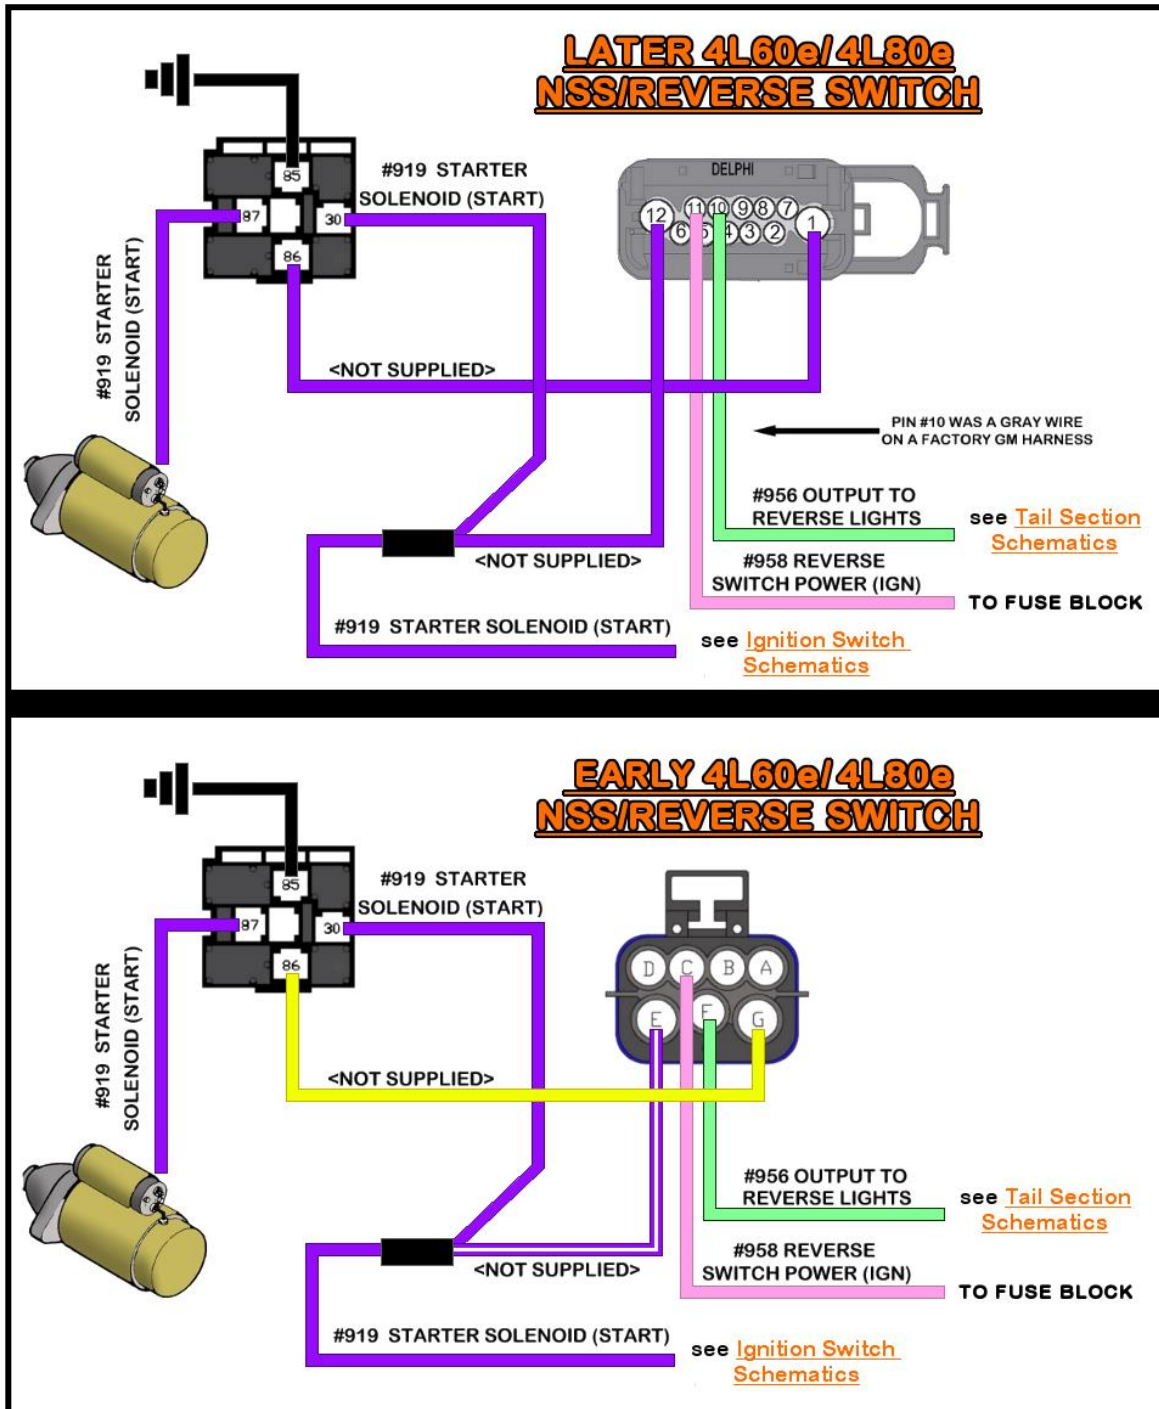 LATER 4L60e/4L80e
NSS/REVERSE SWITCH
#919 STARTER
SOLENOID (START)
85
87
30
86
DELPHI
12
11
10
9
8
7
6
5
4
3
2
1
#919 STARTER
SOLENOID (START)
<NOT SUPPLIED>
PIN #10 WAS A GRAY WIRE
ON A FACTORY GM HARNESS
#956 OUTPUT TO
REVERSE LIGHTS
see Tail Section
Schematics
<NOT SUPPLIED>
#958 REVERSE
SWITCH POWER (IGN)
TO FUSE BLOCK
#919 STARTER SOLENOID (START)
see Ignition Switch
Schematics
EARLY 4L60e/4L80e
NSS/REVERSE SWITCH
#919 STARTER
SOLENOID (START)
85
87
30
86
D
C
B
A
E
F
G
#919 STARTER
SOLENOID (START)
<NOT SUPPLIED>
#956 OUTPUT TO
REVERSE LIGHTS
see Tail Section
Schematics
<NOT SUPPLIED>
#958 REVERSE
SWITCH POWER (IGN)
TO FUSE BLOCK
#919 STARTER SOLENOID (START)
see Ignition Switch
Schematics